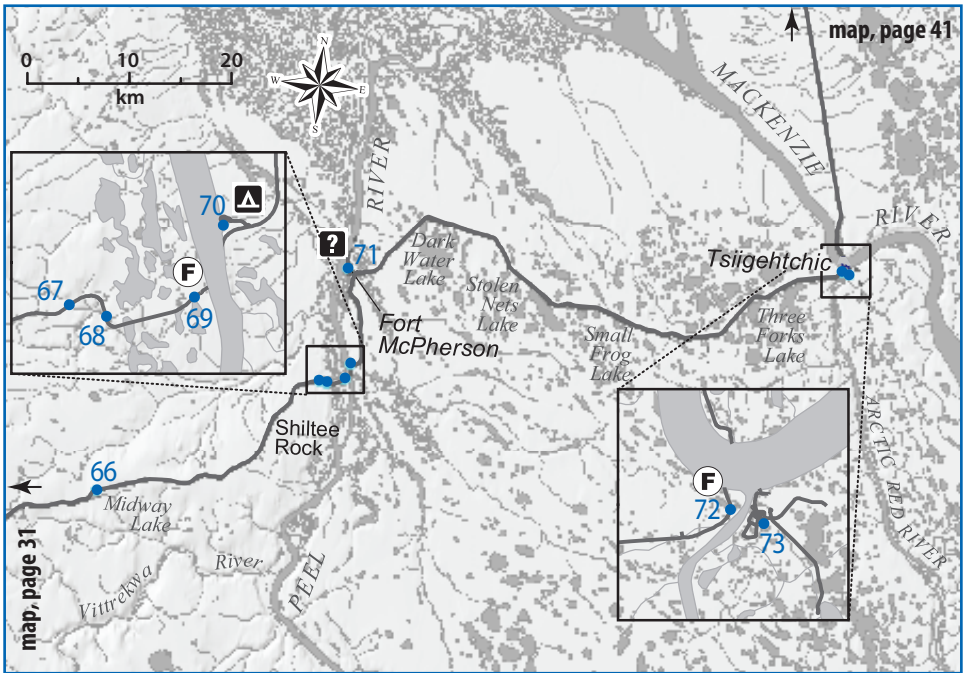 map, page 41
0 10 20
km
N
W
E
S
MACKENZIE
RIVER
RIVER
70
F
67
68
69
?
71
Dark
Water
Lake
Stolen
Nets
Lake
Fort
McPherson
Small
Frog
Lake
Tsiigehtchic
Three
Forks
Lake
Shiltee
Rock
66
Midway
Lake
map, page 31
Vittrekwa
River
PEEL
ARCTIC RED RIVER
F
72
73